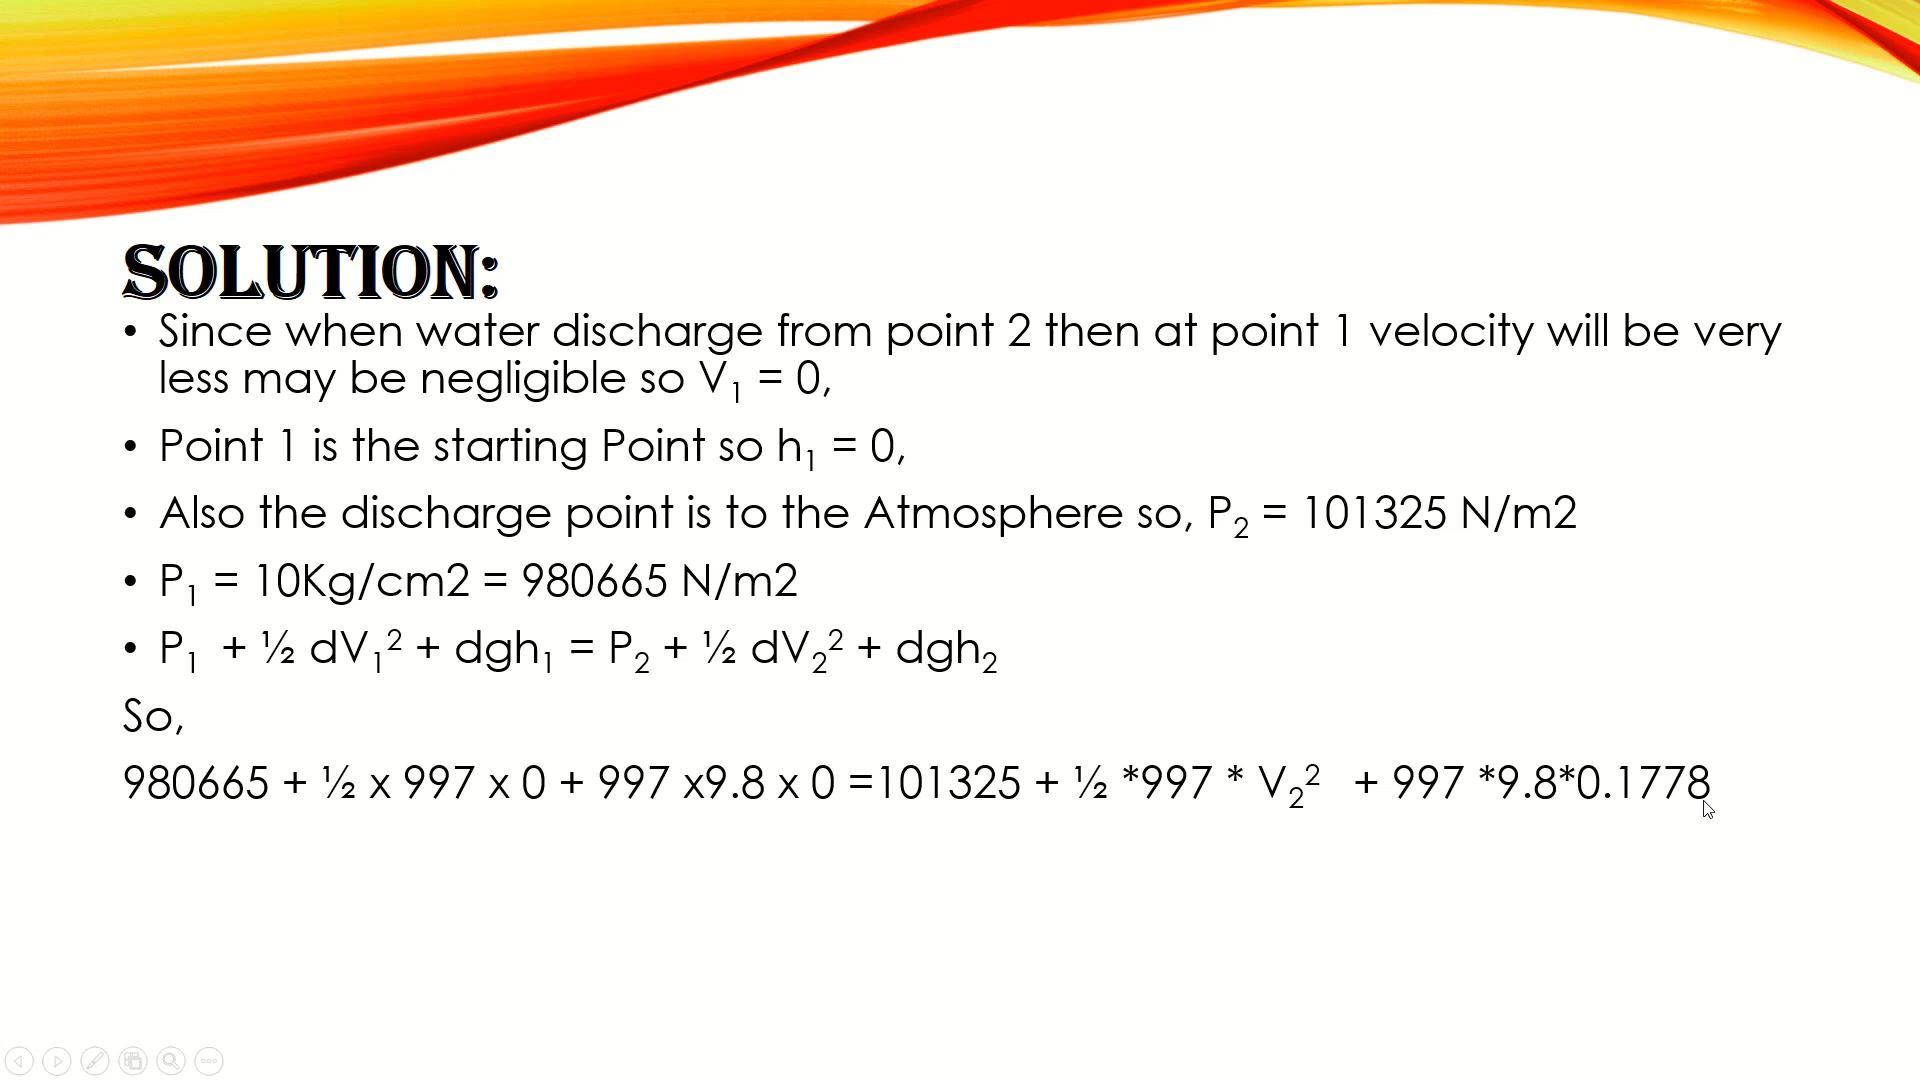 SOLUTION:
• Since when water discharge from point 2 then at point 1 velocity will be very
less may be negligible so V₁ = 0,
• Point 1 is the starting Point so h₁ = 0,
• Also the discharge point is to the Atmosphere so, P₂ = 101325 N/m2
• P₁ = 10Kg/cm2 = 980665 N/m2
• P₁ + ½ dV₁² + dgh₁ = P₂ + ½ dV₂² + dgh₂
So,
980665 + ½ x 997 x 0 + 997 x9.8 x 0 =101325 + ½ *997 * V₂² + 997 *9.8*0.1778